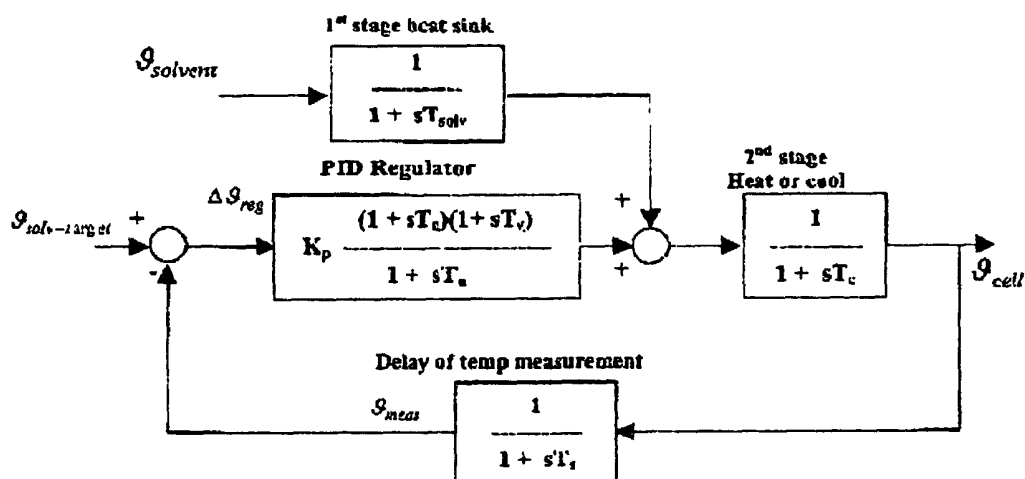 1st stage heat sink
ϑsolvent
1
1 + sTsolv
PID Regulator
2nd stage
Heat or cool
Δϑreg
ϑsolv-target
+
-
Kp (1 + sTc)(1 + sTv)
1 + sTn
+
+
1
1 + sTc
ϑcell
Delay of temp measurement
ϑmeas
1
1 + sTs